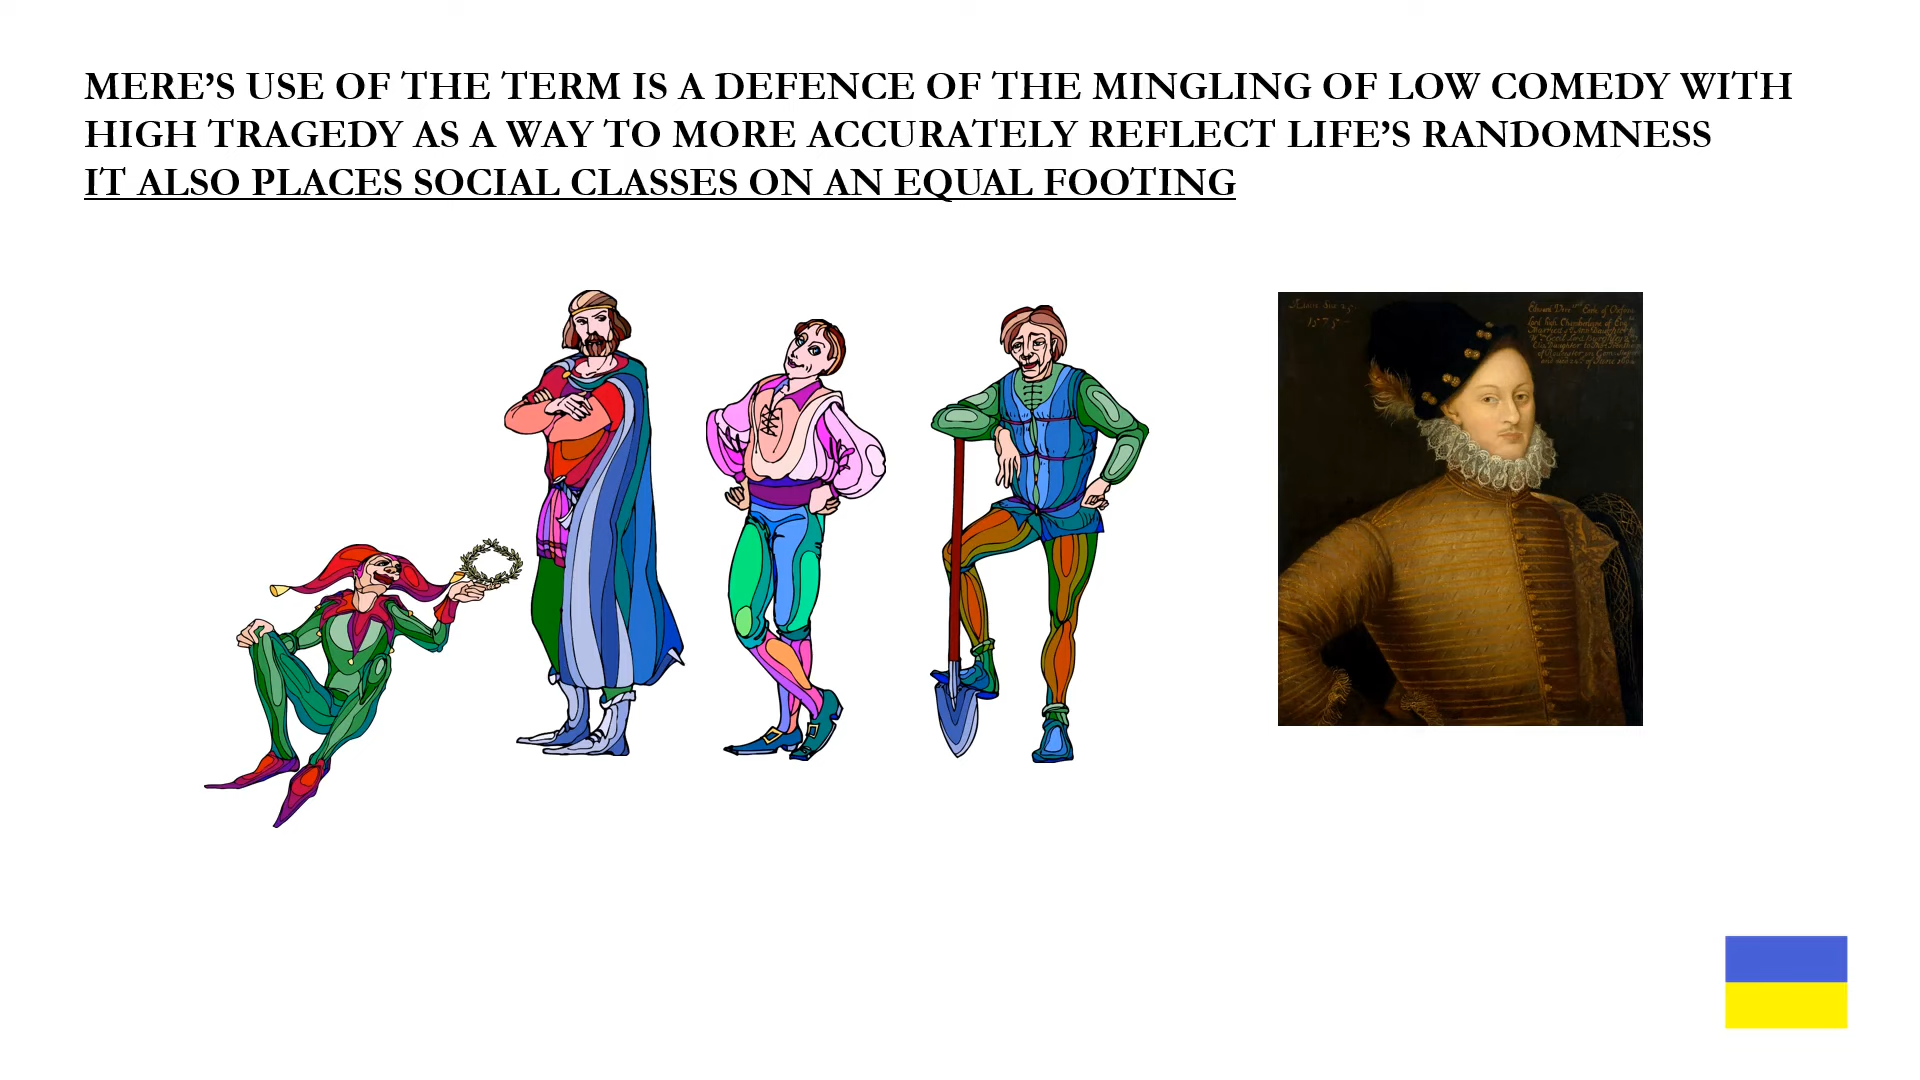 MERE’S USE OF THE TERM IS A DEFENCE OF THE MINGLING OF LOW COMEDY WITH
HIGH TRAGEDY AS A WAY TO MORE ACCURATELY REFLECT LIFE’S RANDOMNESS
IT ALSO PLACES SOCIAL CLASSES ON AN EQUAL FOOTING
1575